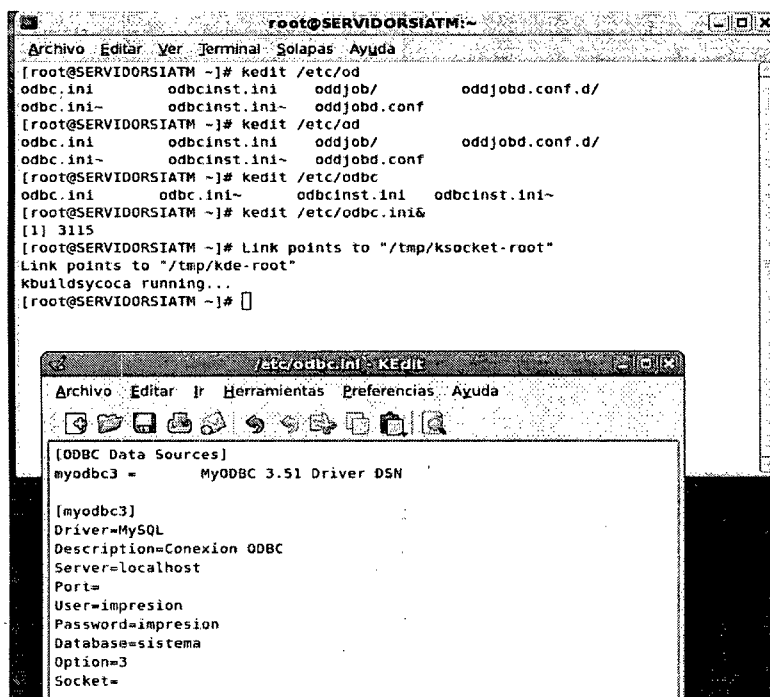 root@SERVIDORSIATM:~
Archivo Editar Ver Terminal Solapas Ayuda
[root@SERVIDORSIATM ~]# kedit /etc/od
odbc.ini odbcinst.ini oddjob/ oddjobd.conf.d/
odbc.ini~ odbcinst.ini~ oddjobd.conf
[root@SERVIDORSIATM ~]# kedit /etc/od
odbc.ini odbcinst.ini oddjob/ oddjobd.conf.d/
odbc.ini~ odbcinst.ini~ oddjobd.conf
[root@SERVIDORSIATM ~]# kedit /etc/odbc
odbc.ini odbc.ini~ odbcinst.ini odbcinst.ini~
[root@SERVIDORSIATM ~]# kedit /etc/odbc.ini&
[1] 3115
[root@SERVIDORSIATM ~]# Link points to "/tmp/ksocket-root"
Link points to "/tmp/kde-root"
kbuildsycoca running...
[root@SERVIDORSIATM ~]#
/etc/odbc.ini - KEdit
Archivo Editar Ir Herramientas Preferencias Ayuda
[ODBC Data Sources]
myodbc3 = MyODBC 3.51 Driver DSN
[myodbc3]
Driver=MySQL
Description=Conexion ODBC
Server=localhost
Port=
User=impresion
Password=impresion
Database=sistema
Option=3
Socket=